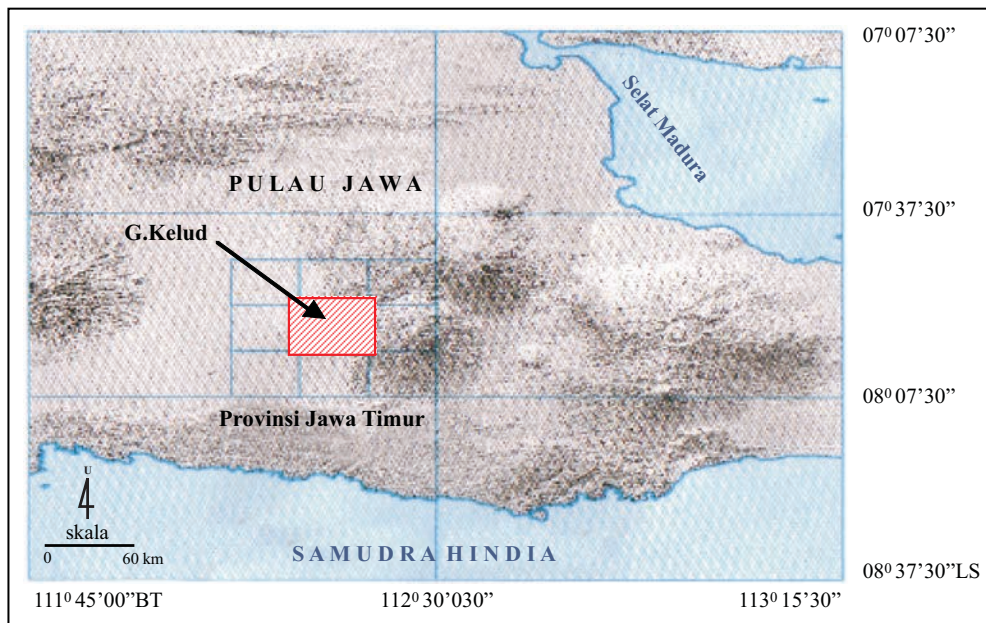 07⁰ 07’30”
Selat Madura
PULAU JAWA
07⁰ 37’30”
G.Kelud
08⁰ 07’30”
Provinsi Jawa Timur
U
skala
0 60 km
SAMUDRA HINDIA
08⁰ 37’30”LS
111⁰ 45’00”BT 112⁰ 30’030” 113⁰ 15’30”